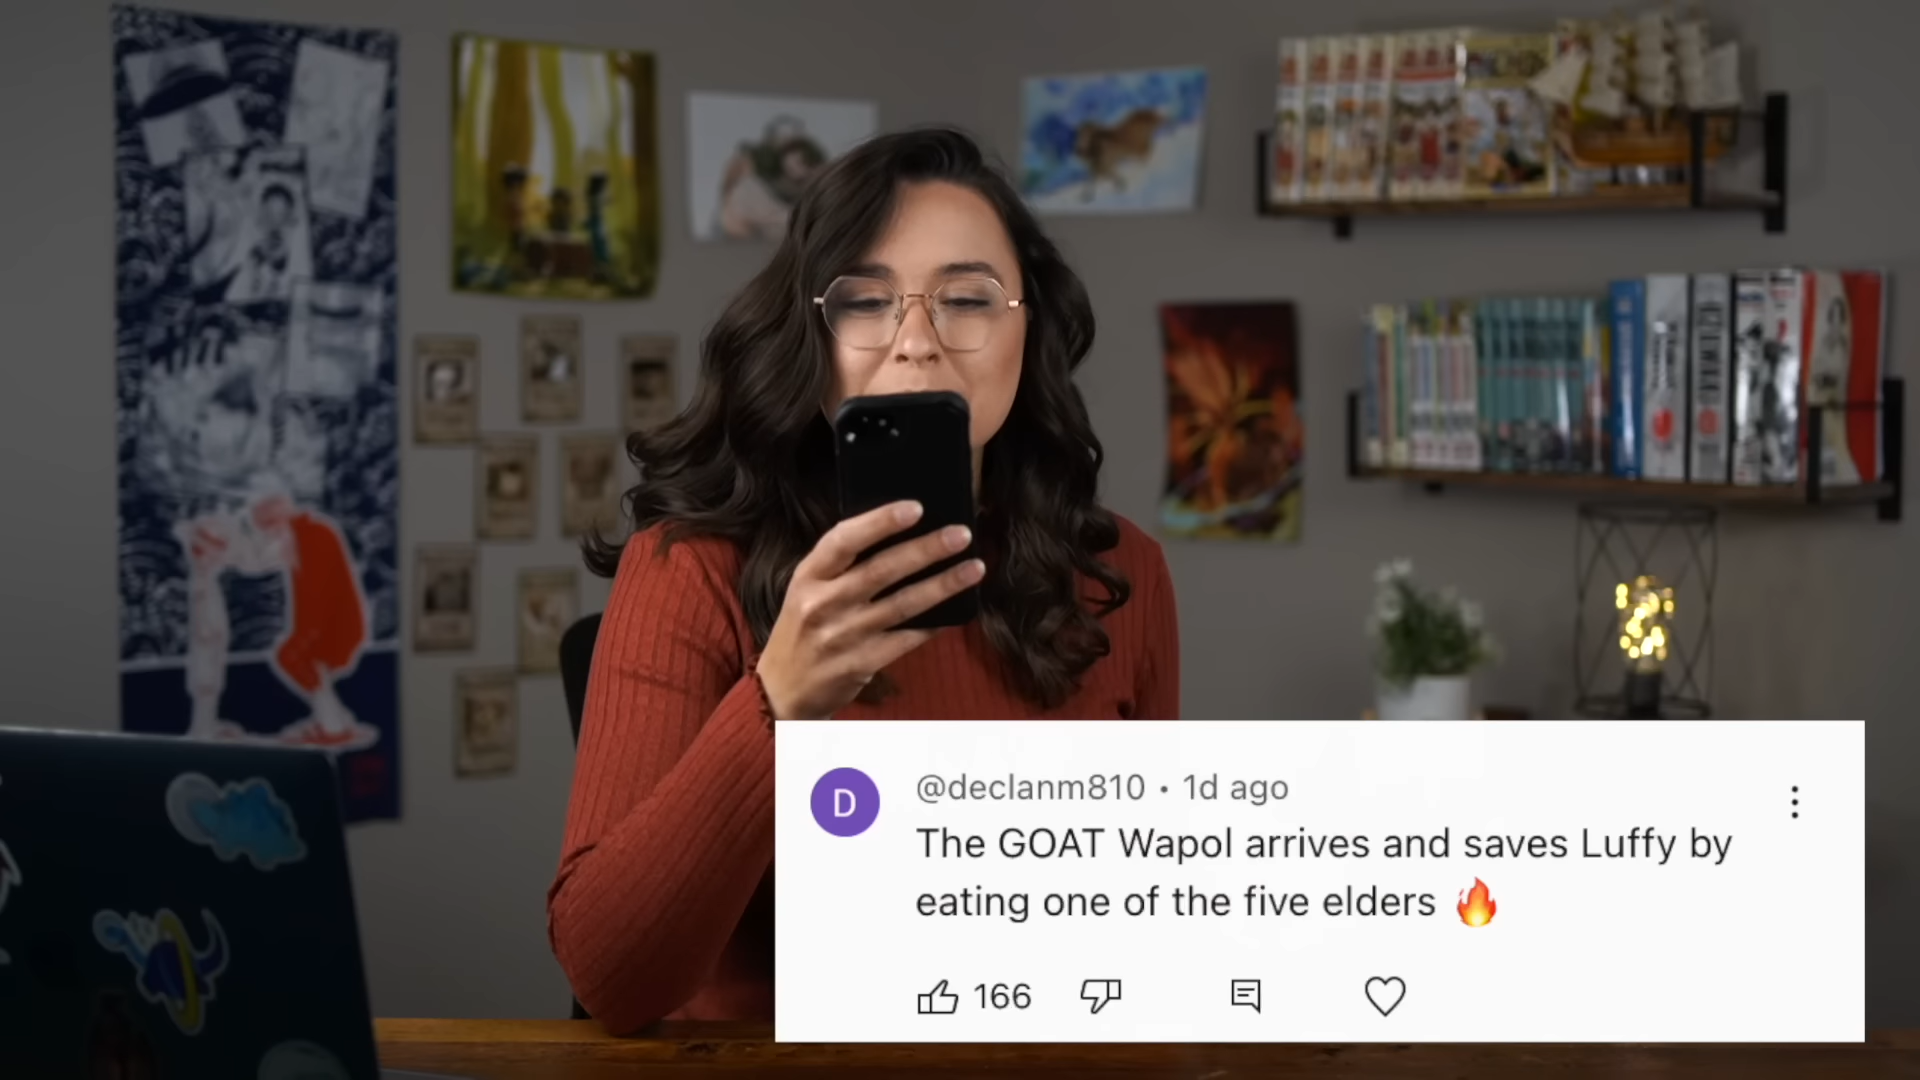 D
@declanm810 • 1d ago
The GOAT Wapol arrives and saves Luffy by
eating one of the five elders 🔥
166